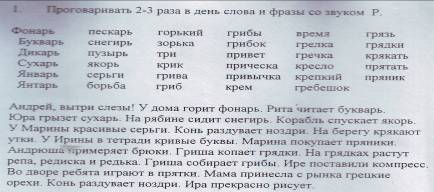 1. Проговаривать 2-3 раза в день слова и фразы со звуком Р.
Фонарь пескарь горький грибы время грязь
Букварь снегирь зорька грибок грелка грядки
Дикарь пузырь три привет гречка крякать
Сухарь якорь крик прическа кресло прятать
Январь серьги грива привычка крепкий пряник
Янтарь борьба гриб крем гребешок
Андрей, вытри слезы! У дома горит фонарь. Рита читает букварь.
Юра грызет сухарь. На рябине сидит снегирь. Корабль спускает якорь.
У Марины красивые серьги. Конь раздувает ноздри. На берегу крякают
утки. У Ирины в тетради кривые буквы. Марина покупает пряники.
Андрюша примеряет брюки. Гриша копает грядки. На грядках растут
репа, редиска и редька. Гриша собирает грибы. Ире поставили компресс.
Во дворе ребята играют в прятки. Мама принесла с рынка грецкие
орехи. Конь раздувает ноздри. Ира прекрасно рисует.